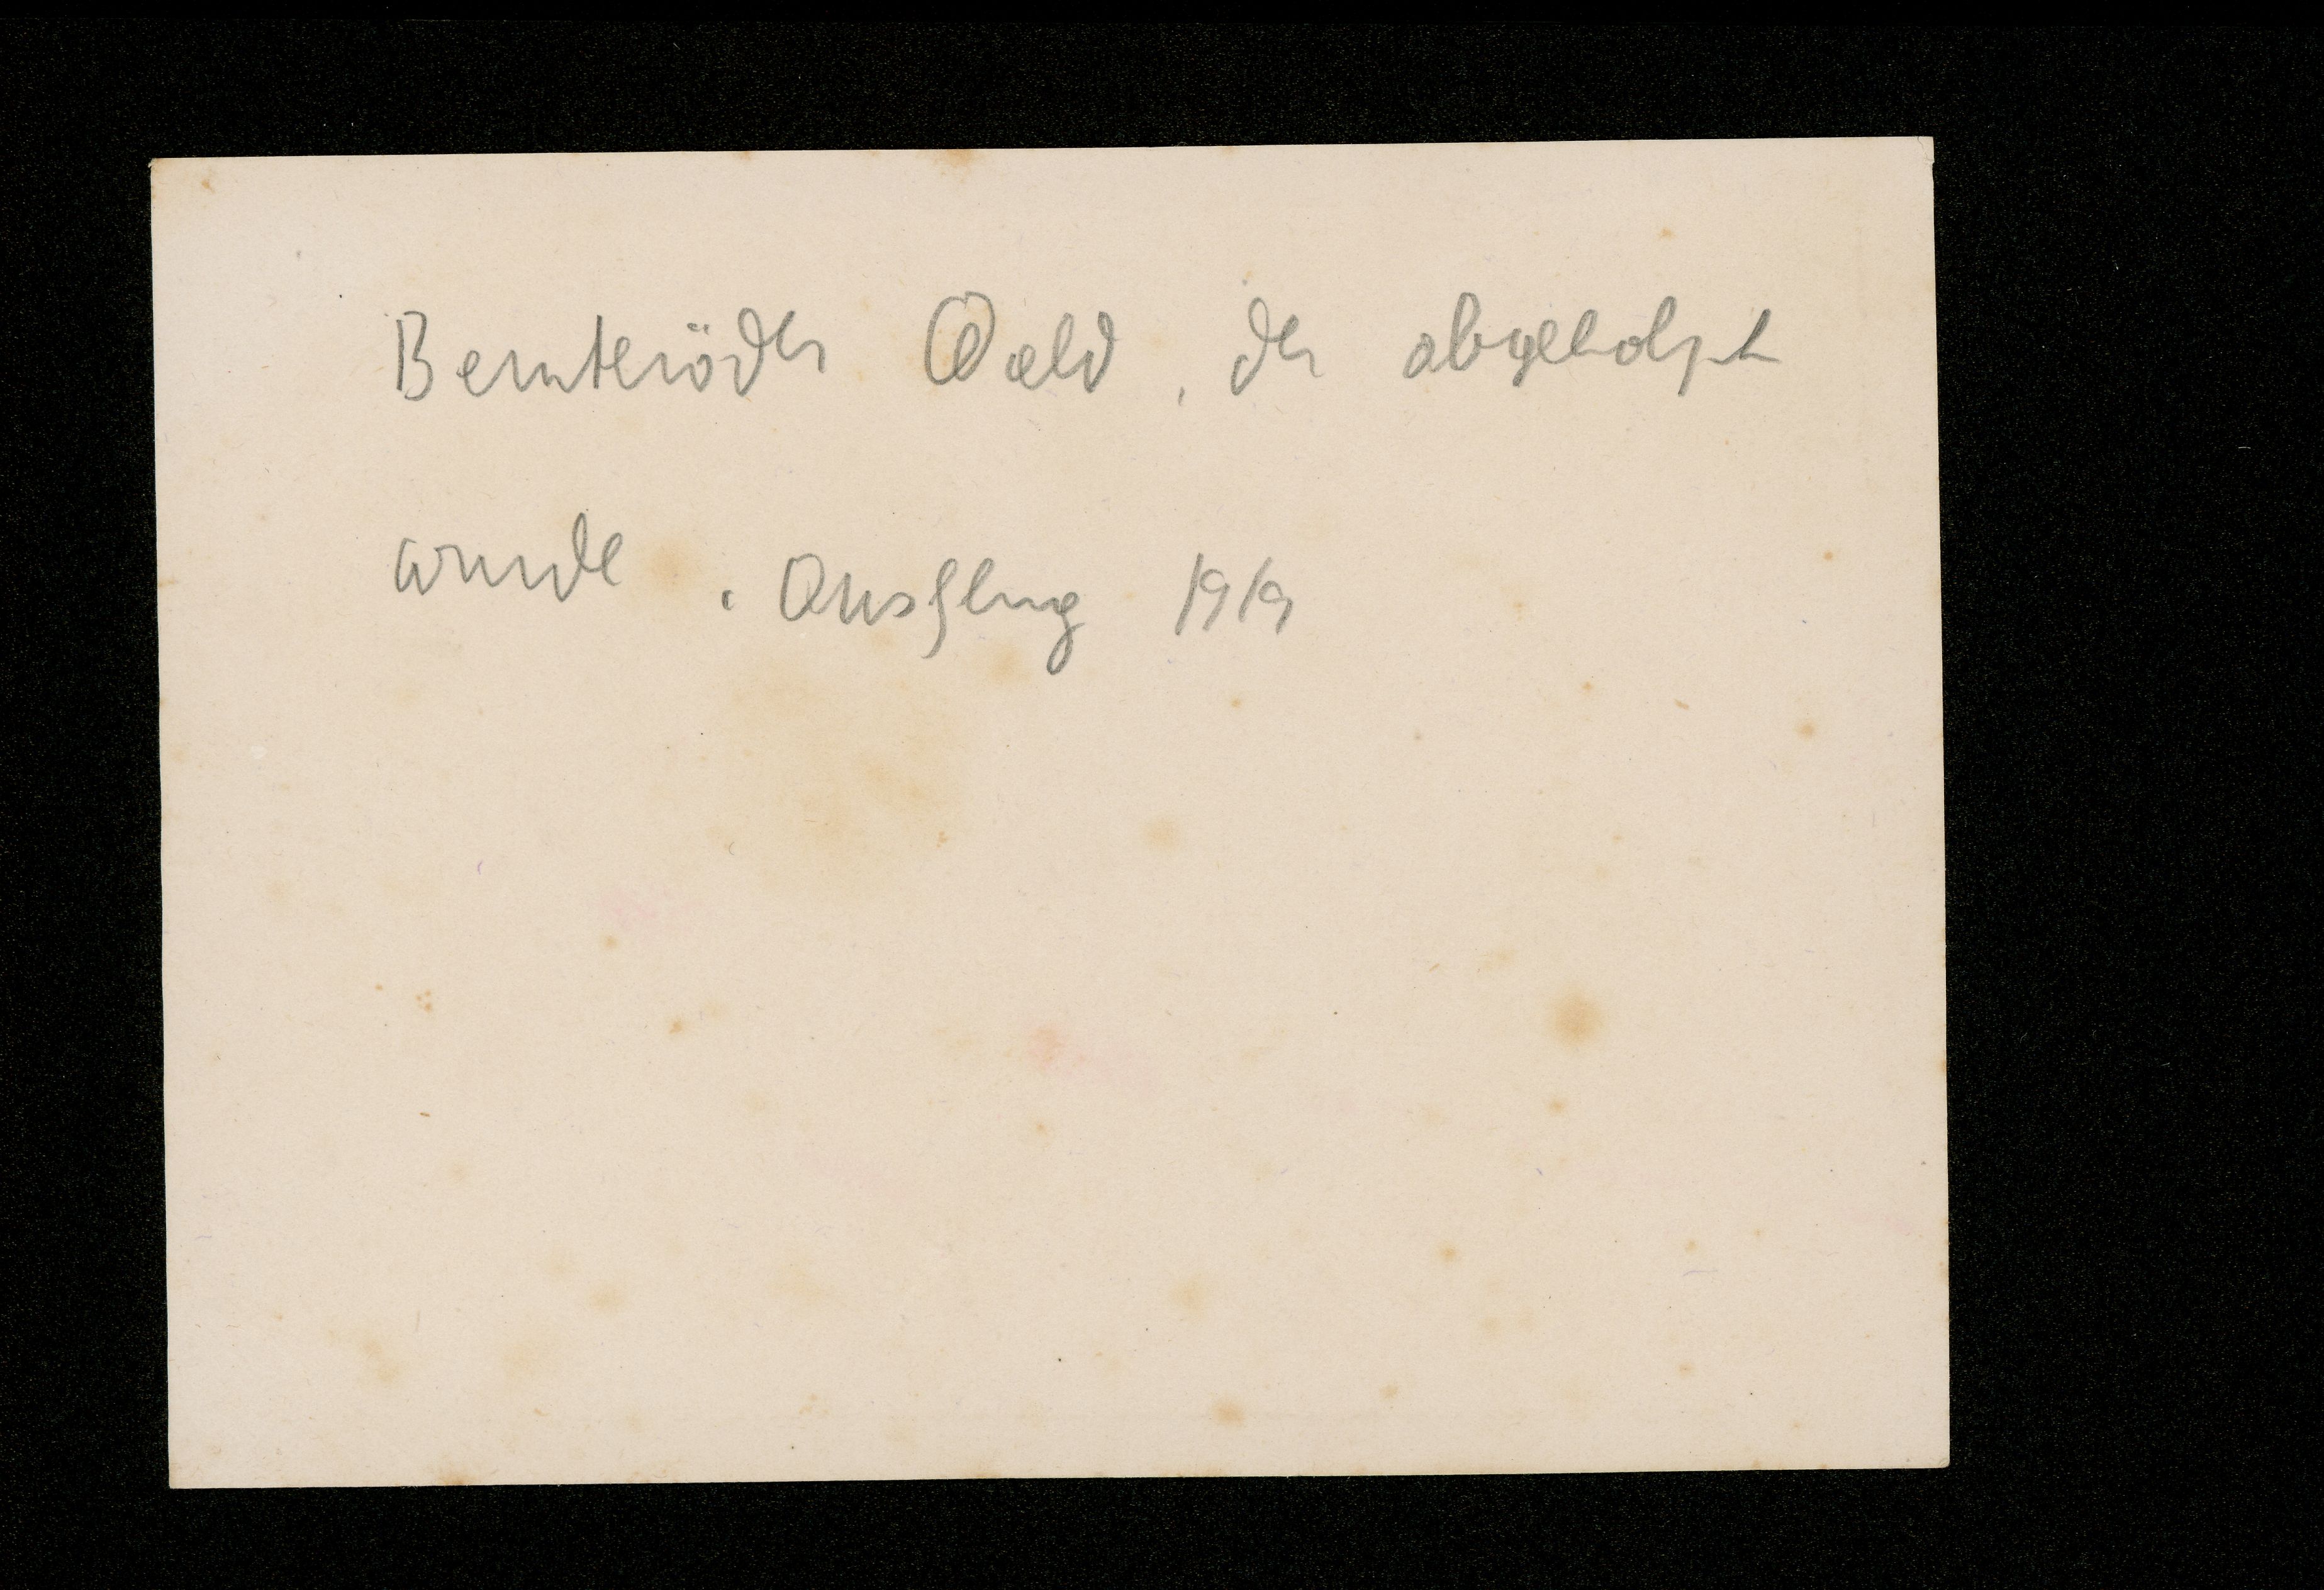 Bernteröder Wald, der abgeholzt
wurde. Ausflug 1919